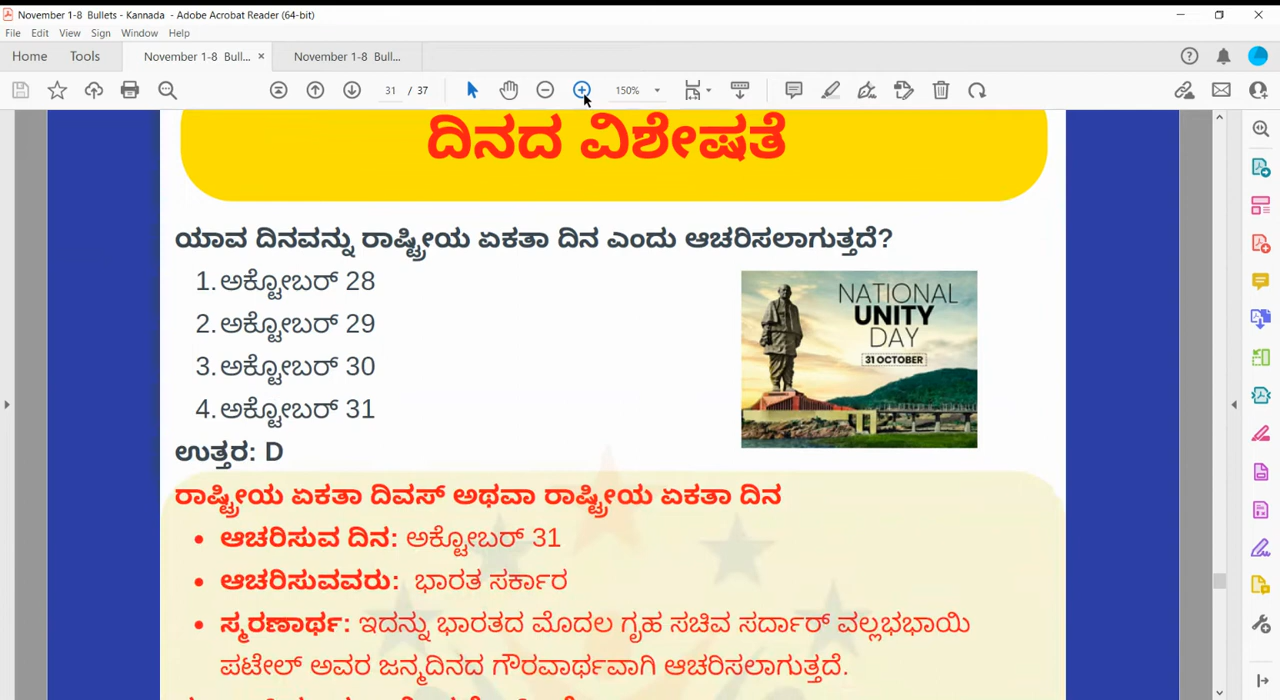 November 1-8 Bullets - Kannada - Adobe Acrobat Reader (64-bit)
File Edit View Sign Window Help
Home Tools November 1-8 Bull... × November 1-8 Bull...
31 / 37 150%
ದಿನದ ವಿಶೇಷತೆ
ಯಾವ ದಿನವನ್ನು ರಾಷ್ಟ್ರೀಯ ಏಕತಾ ದಿನ ಎಂದು ಆಚರಿಸಲಾಗುತ್ತದೆ?
1. ಅಕ್ಟೋಬರ್ 28
2. ಅಕ್ಟೋಬರ್ 29
3. ಅಕ್ಟೋಬರ್ 30
4. ಅಕ್ಟೋಬರ್ 31
NATIONAL
UNITY
DAY
31 OCTOBER
ಉತ್ತರ: D
ರಾಷ್ಟ್ರೀಯ ಏಕತಾ ದಿವಸ್ ಅಥವಾ ರಾಷ್ಟ್ರೀಯ ಏಕತಾ ದಿನ
• ಆಚರಿಸುವ ದಿನ: ಅಕ್ಟೋಬರ್ 31
• ಆಚರಿಸುವವರು: ಭಾರತ ಸರ್ಕಾರ
• ಸ್ಮರಣಾರ್ಥ: ಇದನ್ನು ಭಾರತದ ಮೊದಲ ಗೃಹ ಸಚಿವ ಸರ್ದಾರ್ ವಲ್ಲಭಭಾಯಿ
ಪಟೇಲ್ ಅವರ ಜನ್ಮದಿನದ ಗೌರವಾರ್ಥವಾಗಿ ಆಚರಿಸಲಾಗುತ್ತದೆ.